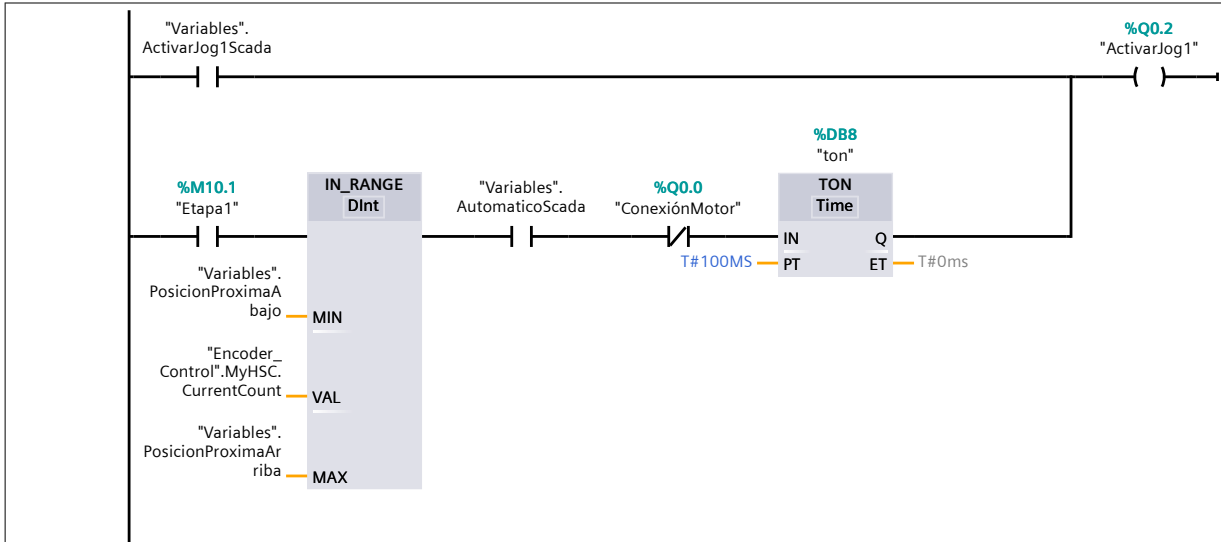 "Variables".
ActivarJog1Scada
%Q0.2
"ActivarJog1"
%DB8
"ton"
%M10.1
"Etapa1"
IN_RANGE
DInt
"Variables".
AutomaticoScada
%Q0.0
"ConexiónMotor"
TON
Time
IN
Q
T#100MS
PT
ET
T#0ms
"Variables".
PosicionProximaA
bajo
MIN
"Encoder_
Control".MyHSC.
CurrentCount
VAL
"Variables".
PosicionProximaAr
riba
MAX